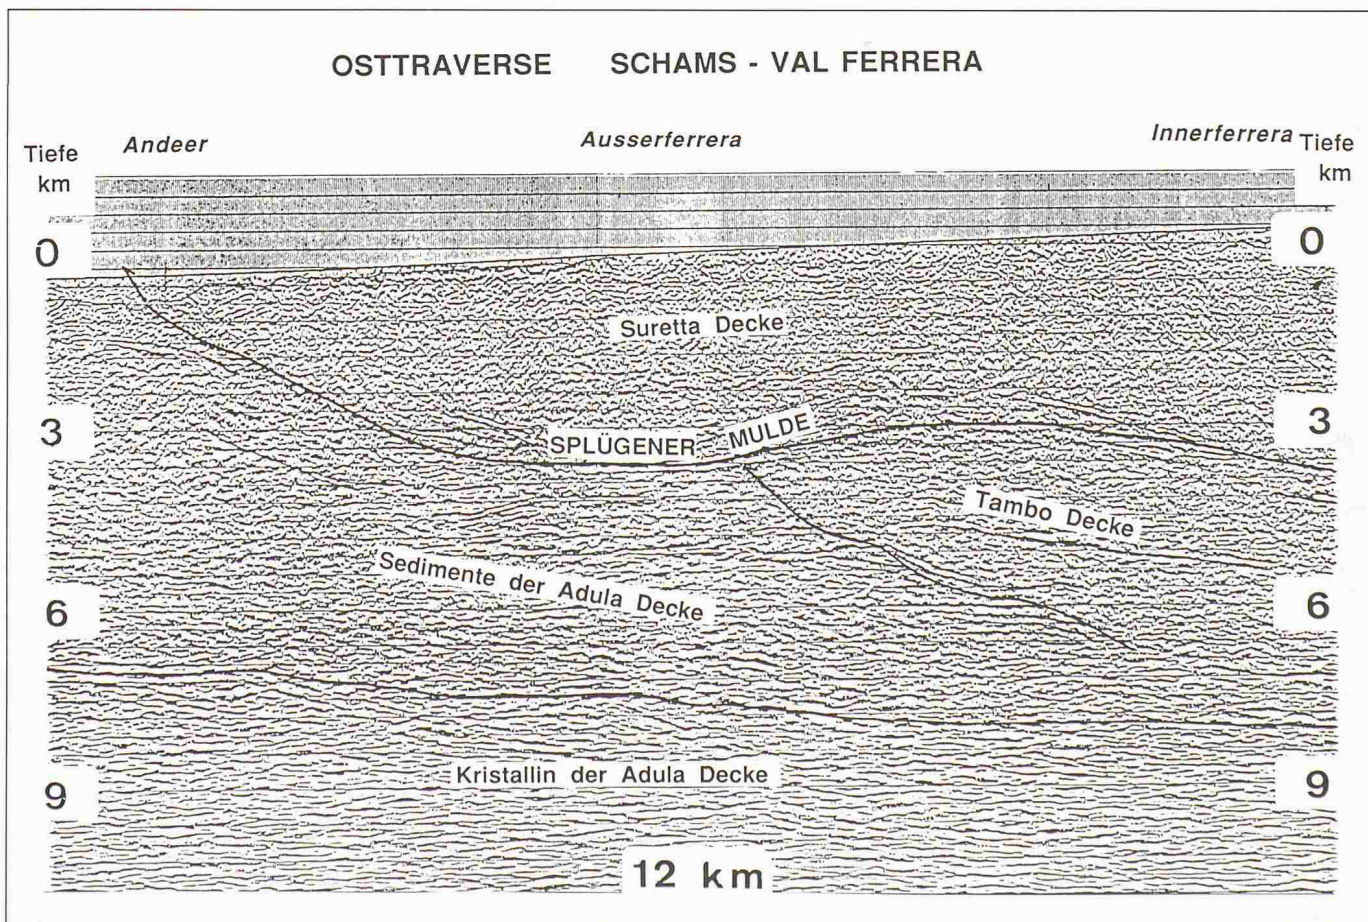 OSTTRAVERSE SCHAMS - VAL FERRERA
Andeer Ausserferrera Innerferrera
Tiefe km
Tiefe km
0 0
Suretta Decke
3 3
SPLÜGENER MULDE
Tambo Decke
Sedimente der Adula Decke
6 6
Kristallin der Adula Decke
9 9
12 km